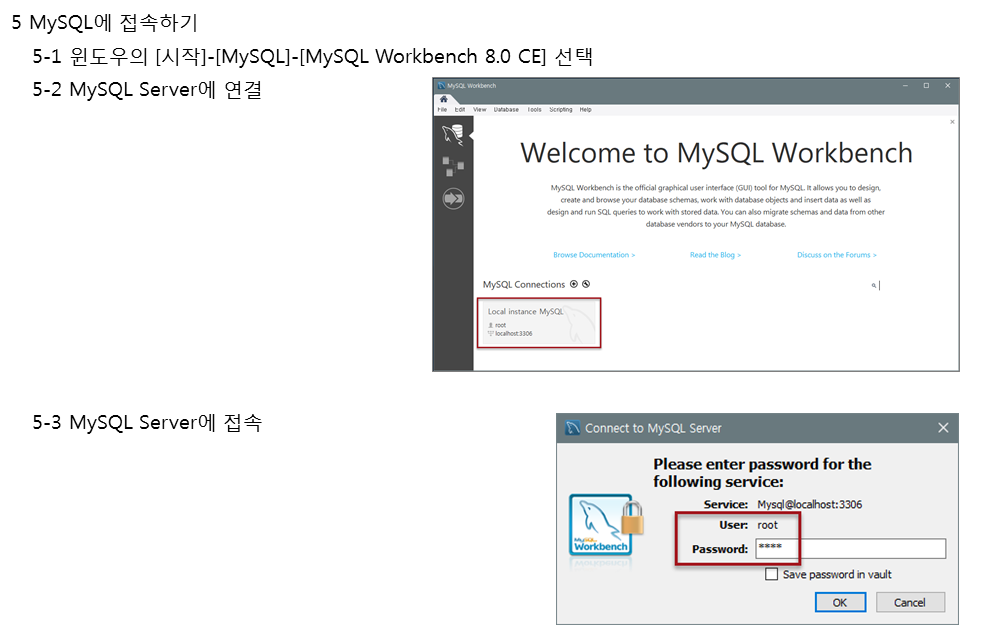 5 MySQL에 접속하기
5-1 윈도우의 [시작]-[MySQL]-[MySQL Workbench 8.0 CE] 선택
5-2 MySQL Server에 연결
MySQL Workbench
File Edit View Database Tools Scripting Help
Welcome to MySQL Workbench
MySQL Workbench is the official graphical user interface (GUI) tool for MySQL. It allows you to design,
create and browse your database schemas, work with database objects and insert data as well as
design and run SQL queries to work with stored data. You can also migrate schemas and data from other
database vendors to your MySQL database.
Browse Documentation > Read the Blog > Discuss on the Forums >
MySQL Connections
Local instance MySQL
root
localhost:3306
5-3 MySQL Server에 접속
Connect to MySQL Server
Please enter password for the
following service:
Service: Mysql@localhost:3306
User: root
Password: ****
MySQL
Workbench
Save password in vault
OK Cancel